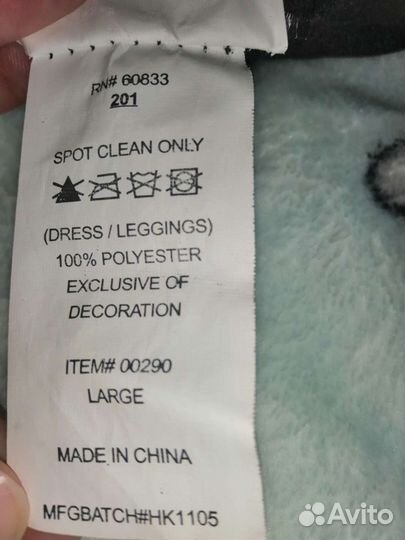 RN# 60833
201
SPOT CLEAN ONLY
(DRESS / LEGGINGS)
100% POLYESTER
EXCLUSIVE OF
DECORATION
ITEM# 00290
LARGE
MADE IN CHINA
MFGBATCH#HK1105
Avito